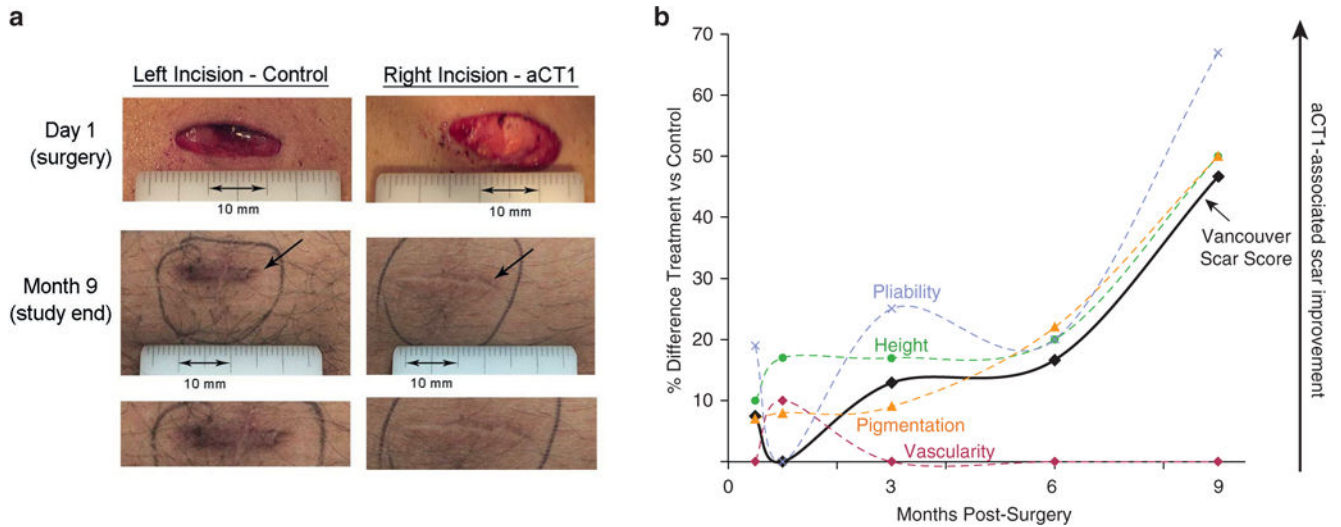 a
Left Incision - Control
Right Incision - aCT1
Day 1
(surgery)
10 mm
10 mm
Month 9
(study end)
10 mm
10 mm
b
% Difference Treatment vs Control
70
60
50
40
30
20
10
0
3
6
9
Months Post-Surgery
Pliability
Height
Pigmentation
Vascularity
Vancouver
Scar Score
aCT1-associated scar improvement